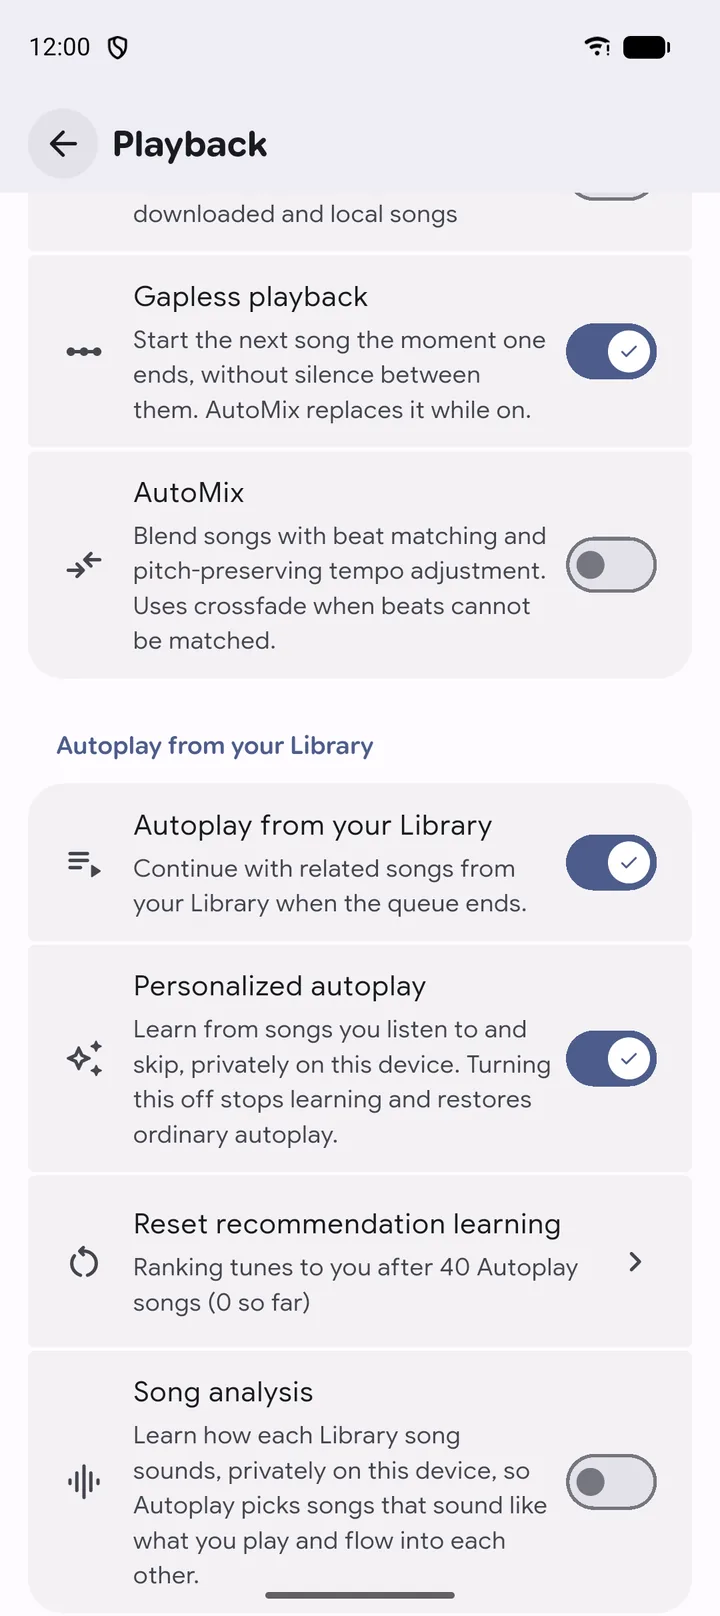 12:00
Playback
downloaded and local songs
Gapless playback
Start the next song the moment one
ends, without silence between
them. AutoMix replaces it while on.
AutoMix
Blend songs with beat matching and
pitch-preserving tempo adjustment.
Uses crossfade when beats cannot
be matched.
Autoplay from your Library
Autoplay from your Library
Continue with related songs from
your Library when the queue ends.
Personalized autoplay
Learn from songs you listen to and
skip, privately on this device. Turning
this off stops learning and restores
ordinary autoplay.
Reset recommendation learning
Ranking tunes to you after 40 Autoplay
songs (0 so far)
Song analysis
Learn how each Library song
sounds, privately on this device, so
Autoplay picks songs that sound like
what you play and flow into each
other.